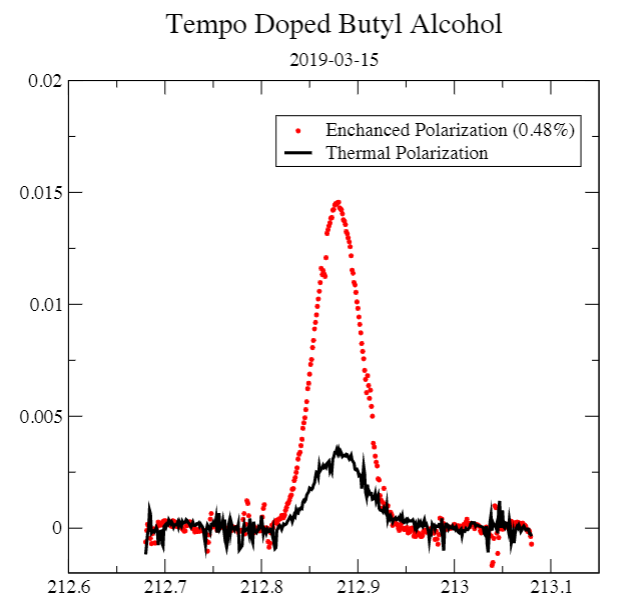 Tempo Doped Butyl Alcohol
2019-03-15
0.02
Enchanced Polarization (0.48%)
Thermal Polarization
0.015
0.01
0.005
0
212.6 212.7 212.8 212.9 213 213.1